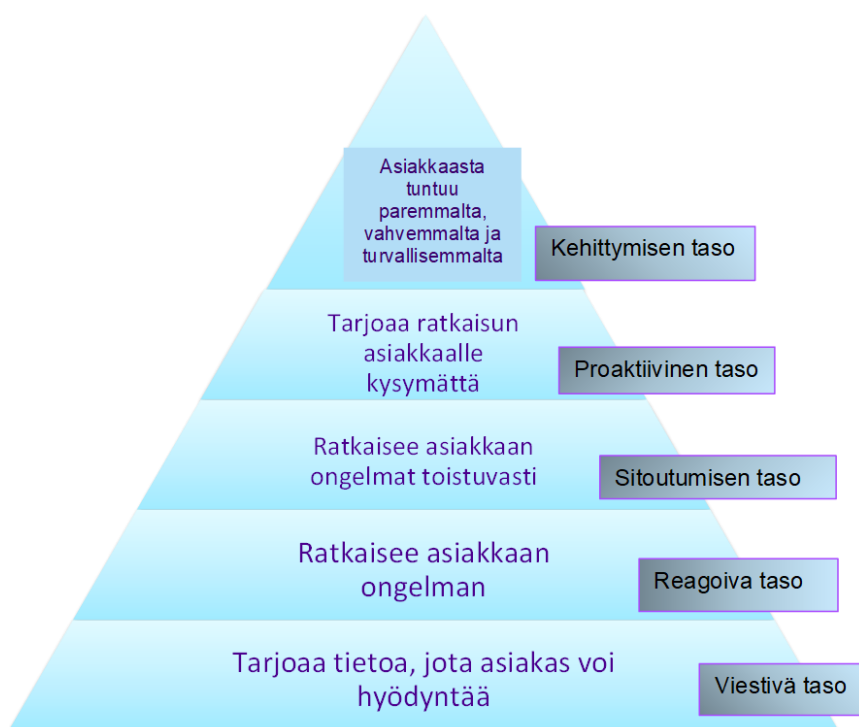 Asiakkaasta
tuntuu
paremmalta,
vahvemmalta ja
turvallisemmalta
Kehittymisen taso
Tarjoaa ratkaisun
asiakkaalle
kysymättä
Proaktiivinen taso
Ratkaisee asiakkaan
ongelmat toistuvasti
Sitoutumisen taso
Ratkaisee asiakkaan
ongelman
Reagoiva taso
Tarjoaa tietoa, jota asiakas voi
hyödyntää
Viestivä taso